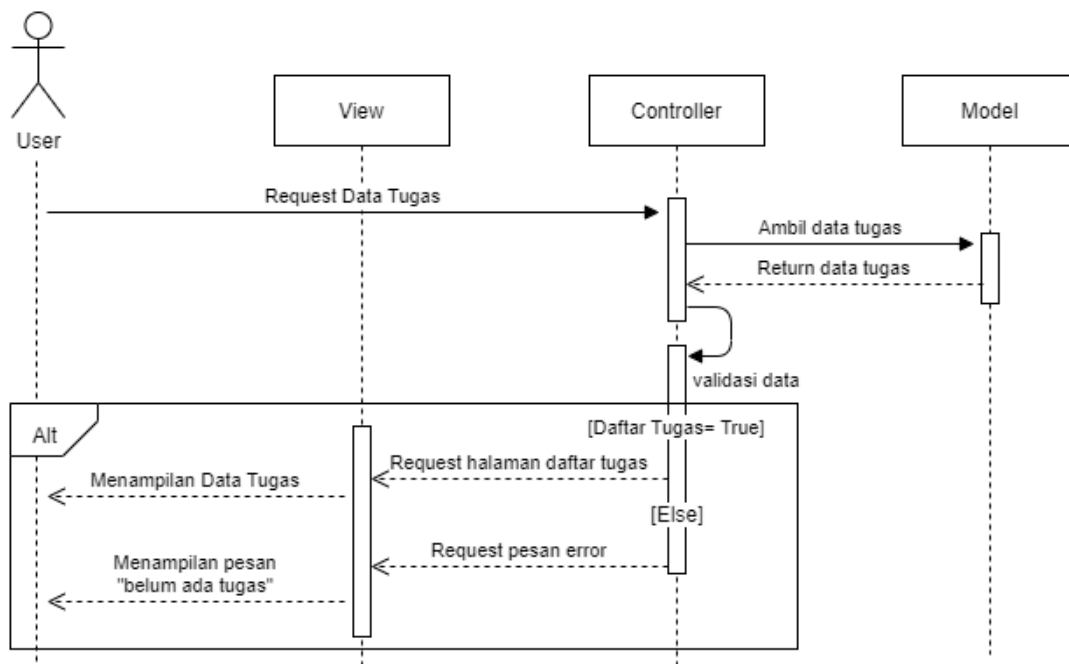 User
View
Controller
Model
Request Data Tugas
Ambil data tugas
Return data tugas
validasi data
Alt
[Daftar Tugas= True]
Request halaman daftar tugas
Menampilan Data Tugas
[Else]
Request pesan error
Menampilan pesan
"belum ada tugas"